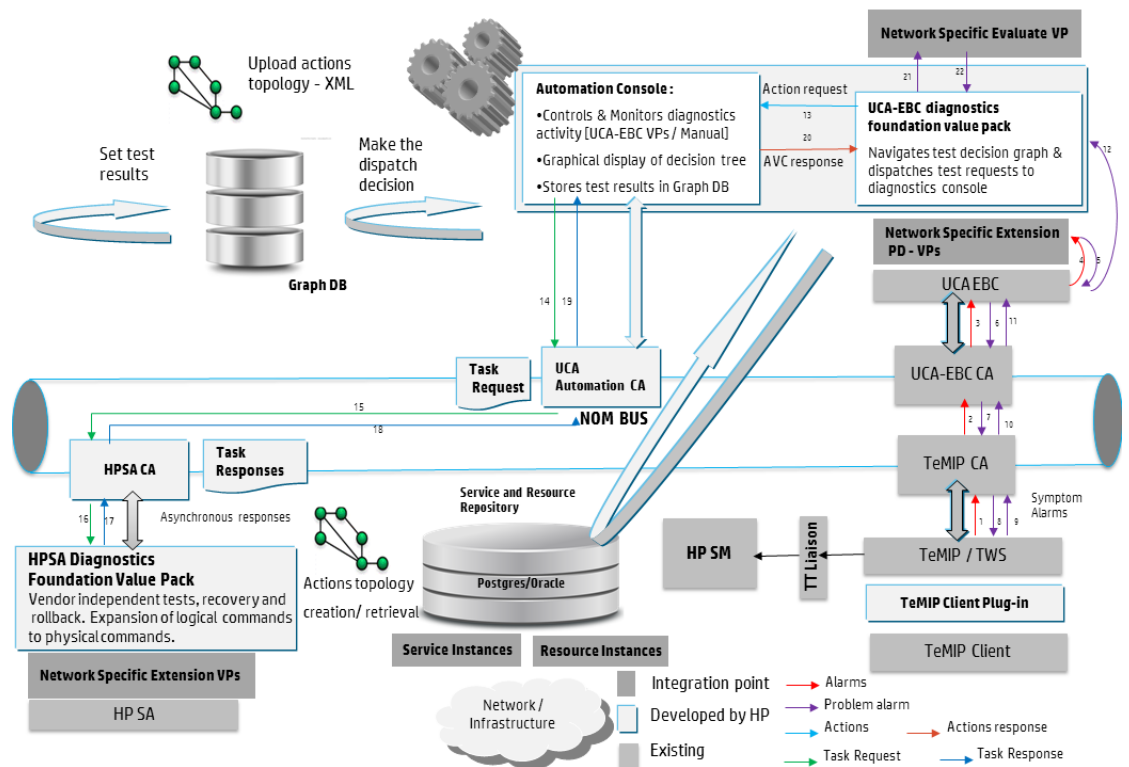 Network Specific Evaluate VP
21
22
Upload actions
topology - XML
Set test
results
Make the
dispatch
decision
Graph DB
Automation Console :
•Controls & Monitors diagnostics
activity [UCA-EBC VPs / Manual]
•Graphical display of decision tree
•Stores test results in Graph DB
Action request
13
20
AVC response
UCA-EBC diagnostics
foundation value pack
Navigates test decision graph &
dispatches test requests to
diagnostics console
12
Network Specific Extension
PD - VPs
4
5
UCA EBC
14
19
3
6
11
Task
Request
UCA
Automation CA
UCA-EBC CA
NOM BUS
15
18
2
7
10
HPSA CA
Task
Responses
TeMIP CA
16
17
Asynchronous responses
Service and Resource
Repository
Symptom
Alarms
1
8
9
HPSA Diagnostics
Foundation Value Pack
Vendor independent tests, recovery and
rollback. Expansion of logical commands
to physical commands.
Actions topology
creation/ retrieval
Postgres/Oracle
HP SM
TT Liaison
TeMIP / TWS
TeMIP Client Plug-in
TeMIP Client
Network Specific Extension VPs
HP SA
Service Instances
Resource Instances
Network /
Infrastructure
Integration point
Developed by HP
Existing
Alarms
Problem alarm
Actions
Actions response
Task Request
Task Response